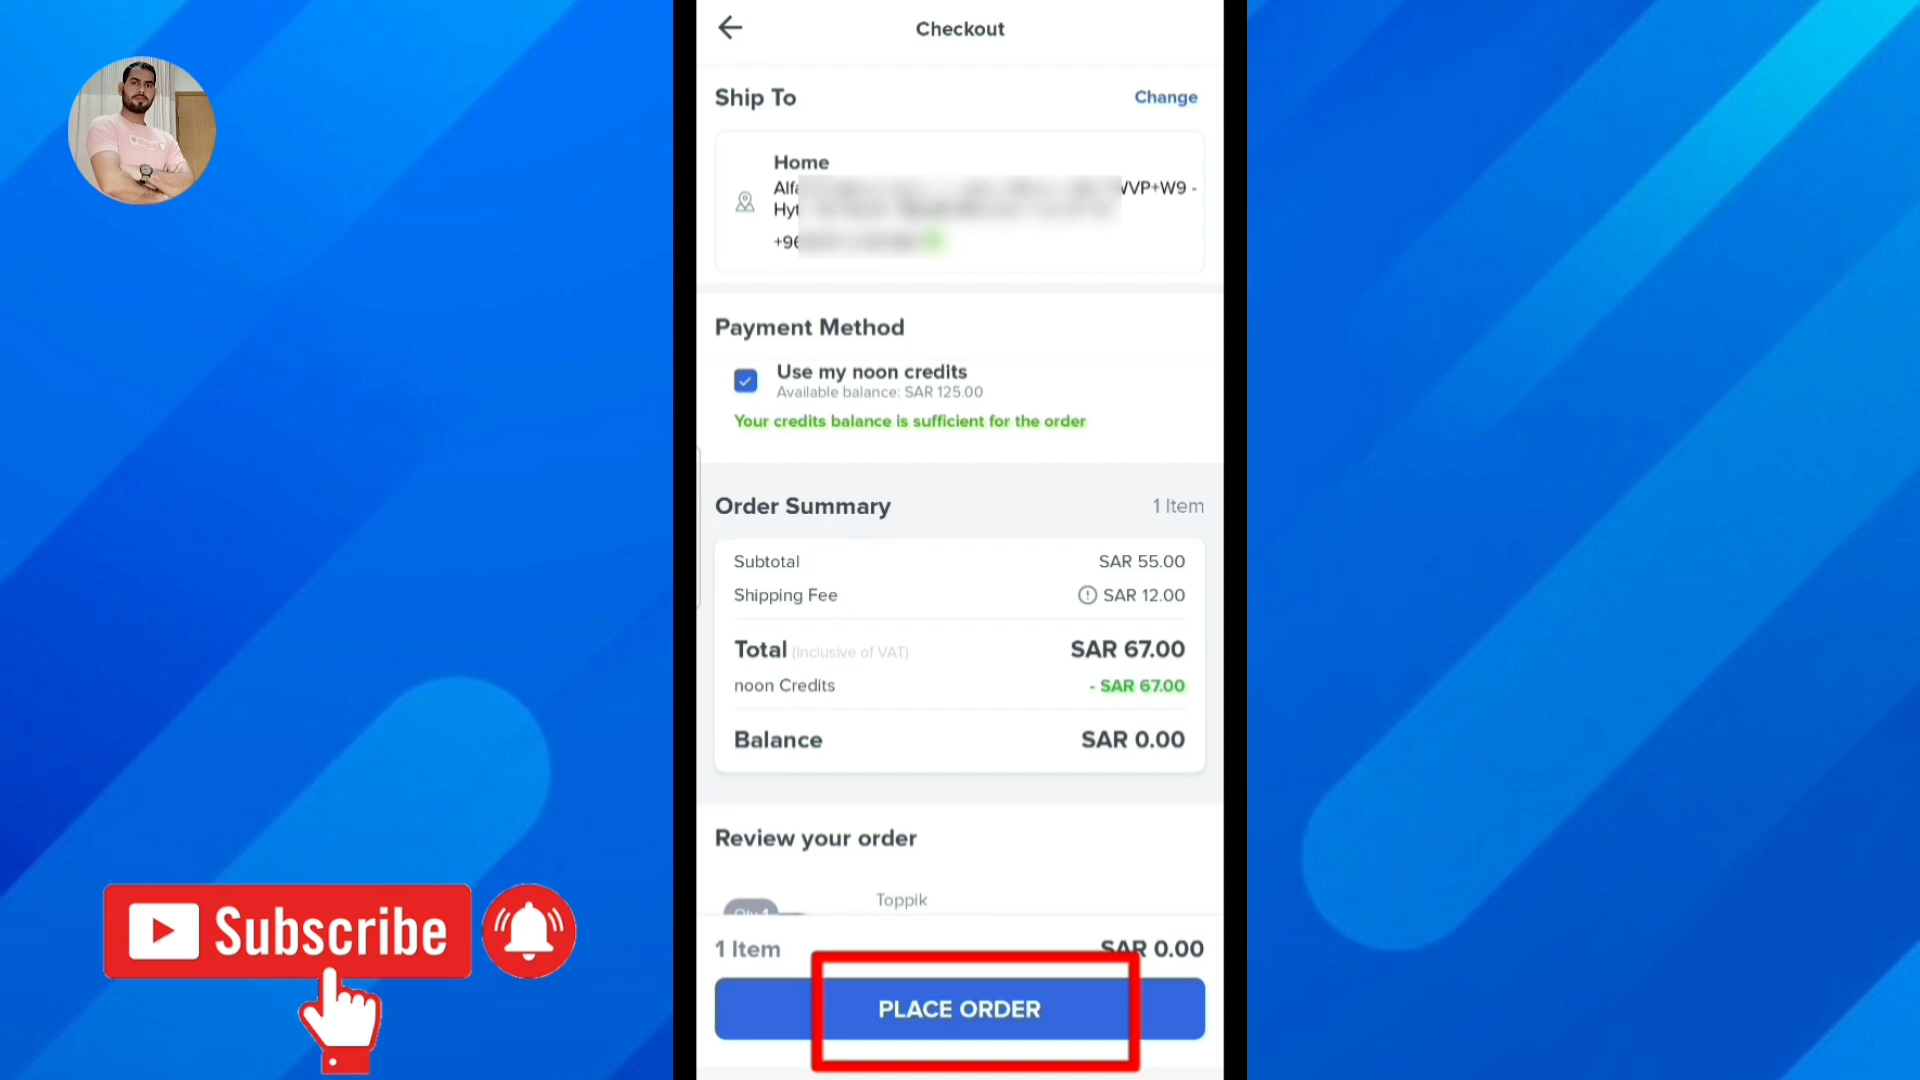 Checkout
Ship To
Change
Home
Alfa
VVP+W9 -
Hyt
+96
Payment Method
Use my noon credits
Available balance: SAR 125.00
Your credits balance is sufficient for the order
Order Summary
1 Item
Subtotal
SAR 55.00
Shipping Fee
SAR 12.00
Total (Inclusive of VAT)
SAR 67.00
noon Credits
- SAR 67.00
Balance
SAR 0.00
Review your order
Toppik
1 Item
SAR 0.00
PLACE ORDER
Subscribe